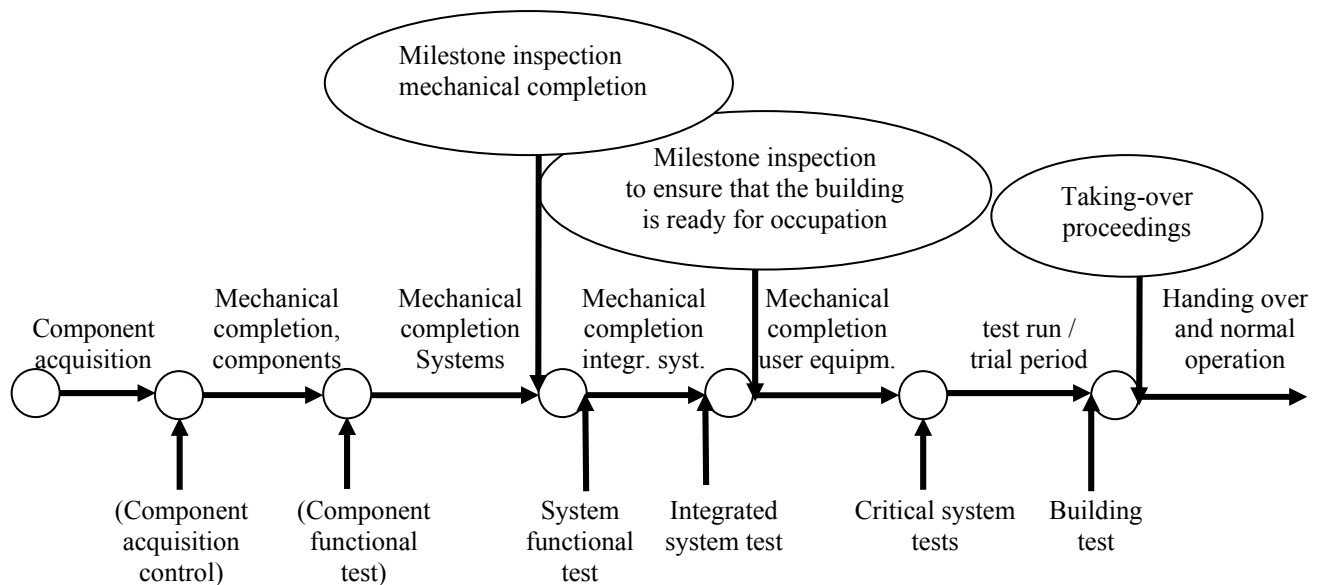 Milestone inspection
mechanical completion
Milestone inspection
to ensure that the building
is ready for occupation
Taking-over
proceedings
Component
acquisition
Mechanical
completion,
components
Mechanical
completion
Systems
Mechanical
completion
integr. syst.
Mechanical
completion
user equipm.
test run /
trial period
Handing over
and normal
operation
(Component
acquisition
control)
(Component
functional
test)
System
functional
test
Integrated
system test
Critical system
tests
Building
test